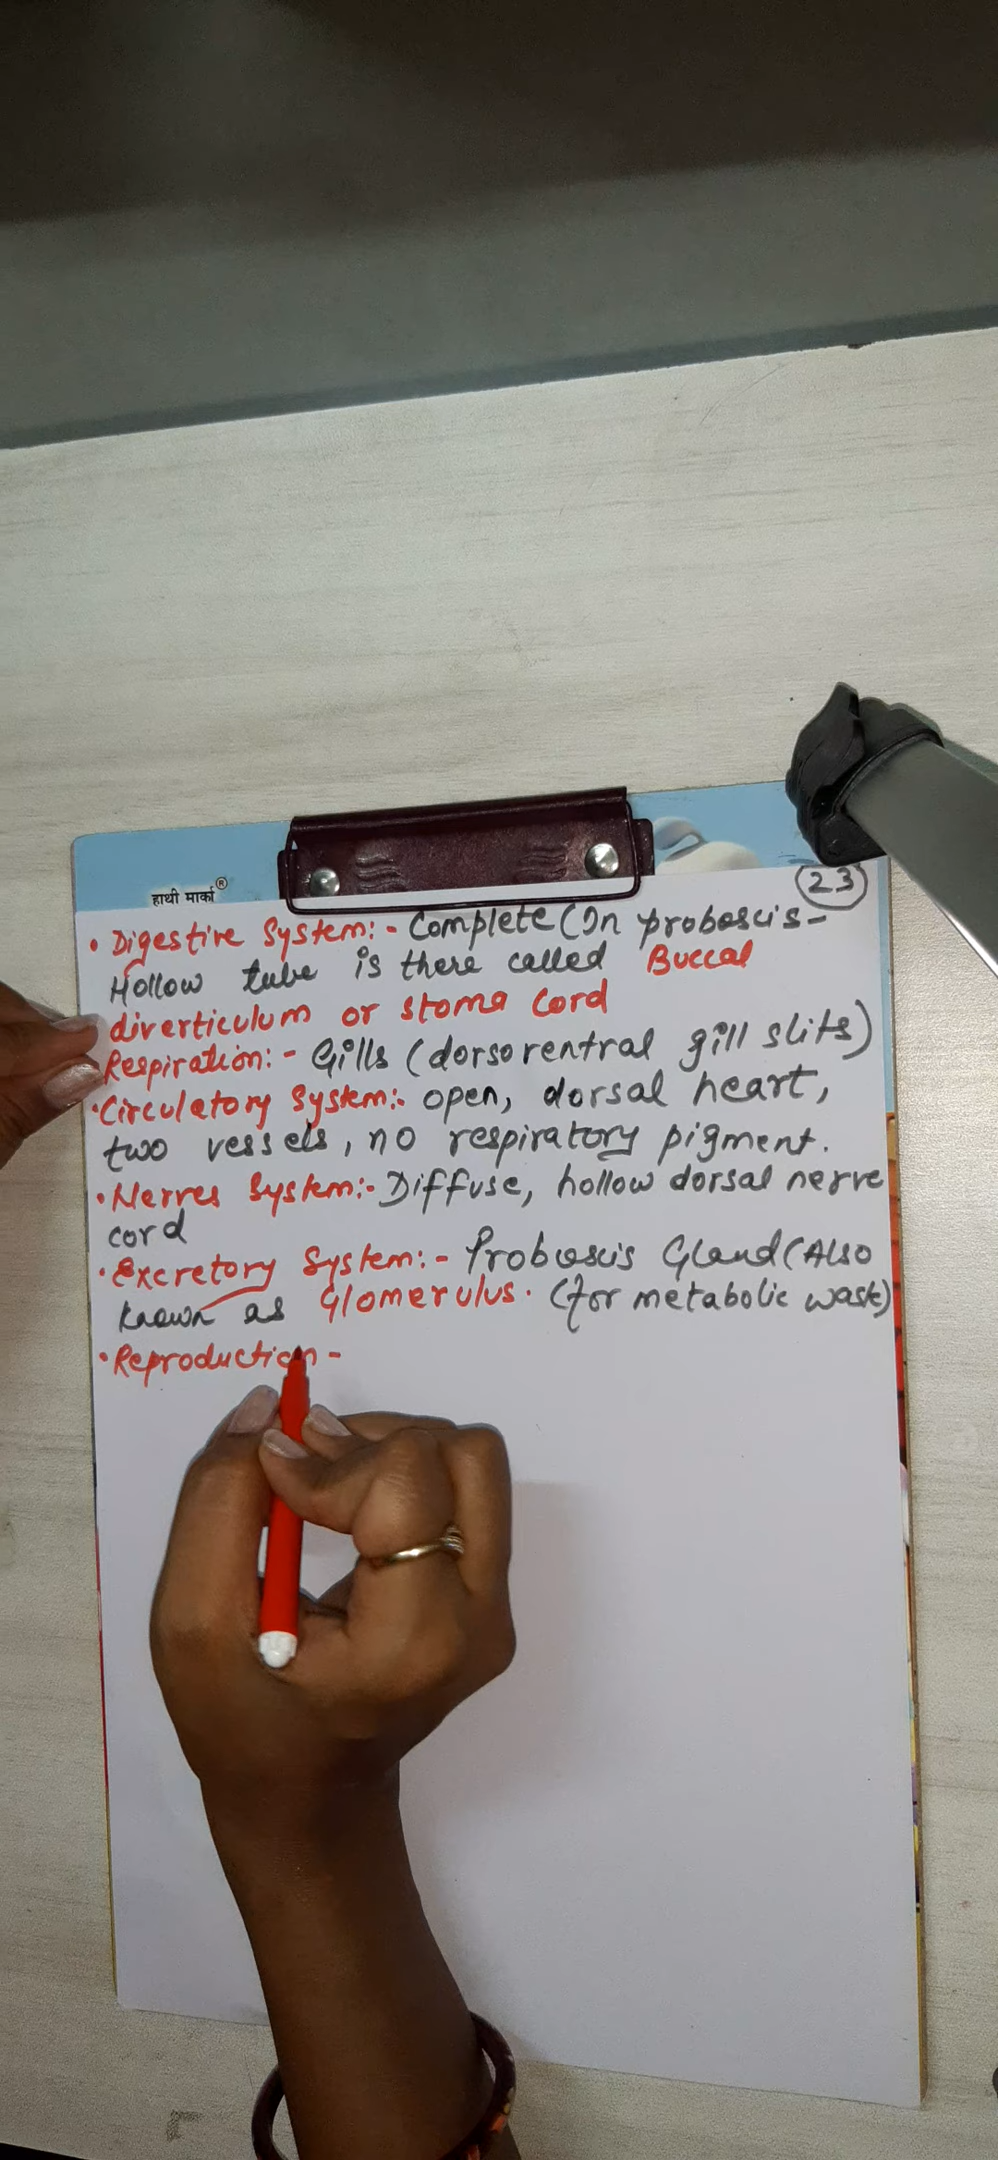 हाथी मार्का®
23
• Digestive System:- Complete (In proboscis-
Hollow tube is there called Buccal
diverticulum or stoma Cord
Respiration:- Gills (dorsorentral gill slits)
• Circulatory System:- open, dorsal heart,
two vessels, no respiratory pigment.
• Nerves System:- Diffuse, hollow dorsal nerve
cord
• Excretory System:- Proboscis Gland (Also
known as Glomerulus. (for metabolic waste)
• Reproduction -